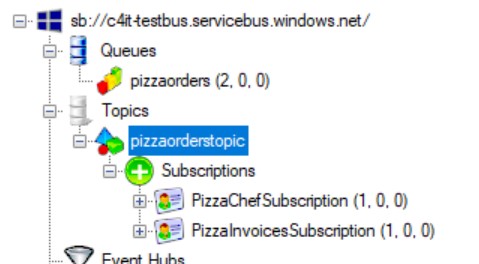 sb://c4it-testbus.servicebus.windows.net/
Queues
pizzaorders (2, 0, 0)
Topics
pizzaorderstopic
Subscriptions
PizzaChefSubscription (1, 0, 0)
PizzaInvoicesSubscription (1, 0, 0)
Event Hubs